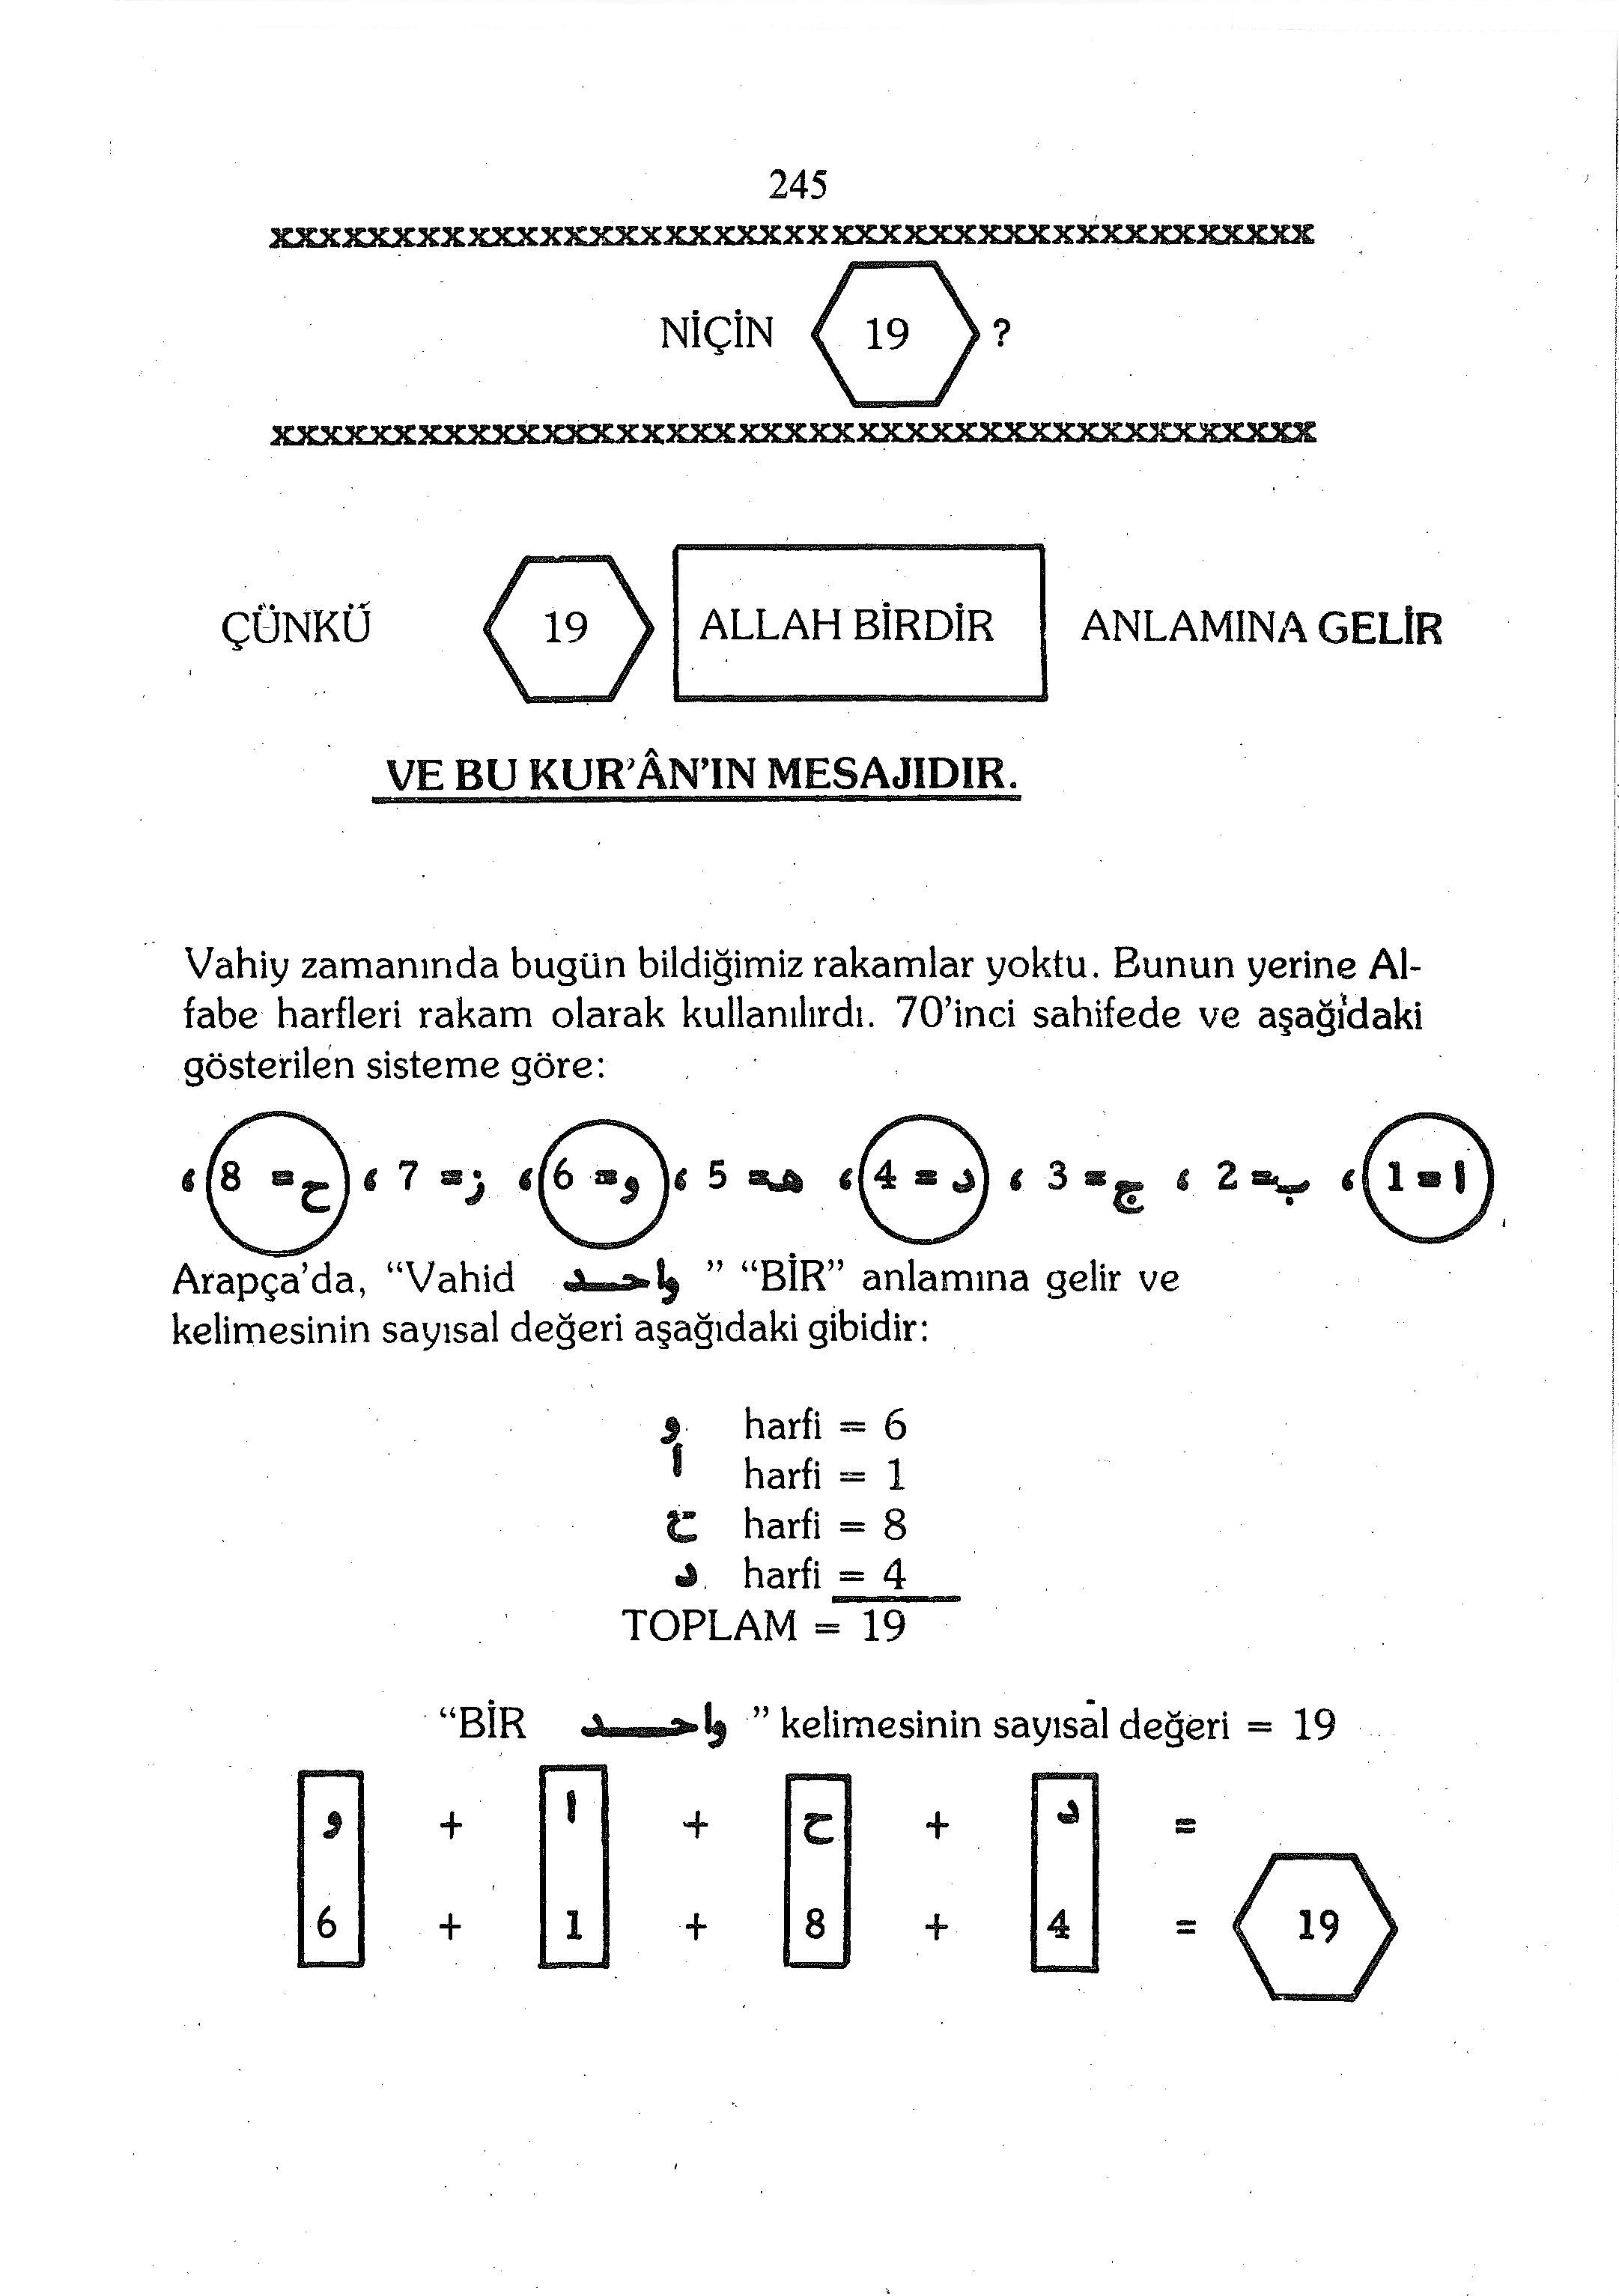 245
xxxxxxxxxxxxxxxxxxxxxxxxxxxxxxxxxxxxxxxxxxx
NİÇİN 19 ?
xxxxxxxxxxxxxxxxxxxxxxxxxxxxxxxxxxxxxxxxxxx
ÇÜNKÜ 19 ALLAH BİRDİR ANLAMINA GELİR
VE BU KUR’ÂN’IN MESAJIDIR.
Vahiy zamanında bugün bildiğimiz rakamlar yoktu. Bunun yerine Al-
fabe harfleri rakam olarak kullanılırdı. 70’inci sahifede ve aşağıdaki
gösterilen sisteme göre:
ا = 1 ، ب = 2 ، ج = 3 ، د = 4 ، هـ = 5 ، و = 6 ، ز = 7 ، ح = 8 ،
Arapça’da, “Vahid واحد ” “BİR” anlamına gelir ve
kelimesinin sayısal değeri aşağıdaki gibidir:
و harfi = 6
ا harfi = 1
ح harfi = 8
د harfi = 4
TOPLAM = 19
“BİR واحد ” kelimesinin sayısal değeri = 19
و + ا + ح + د =
6 + 1 + 8 + 4 = 19